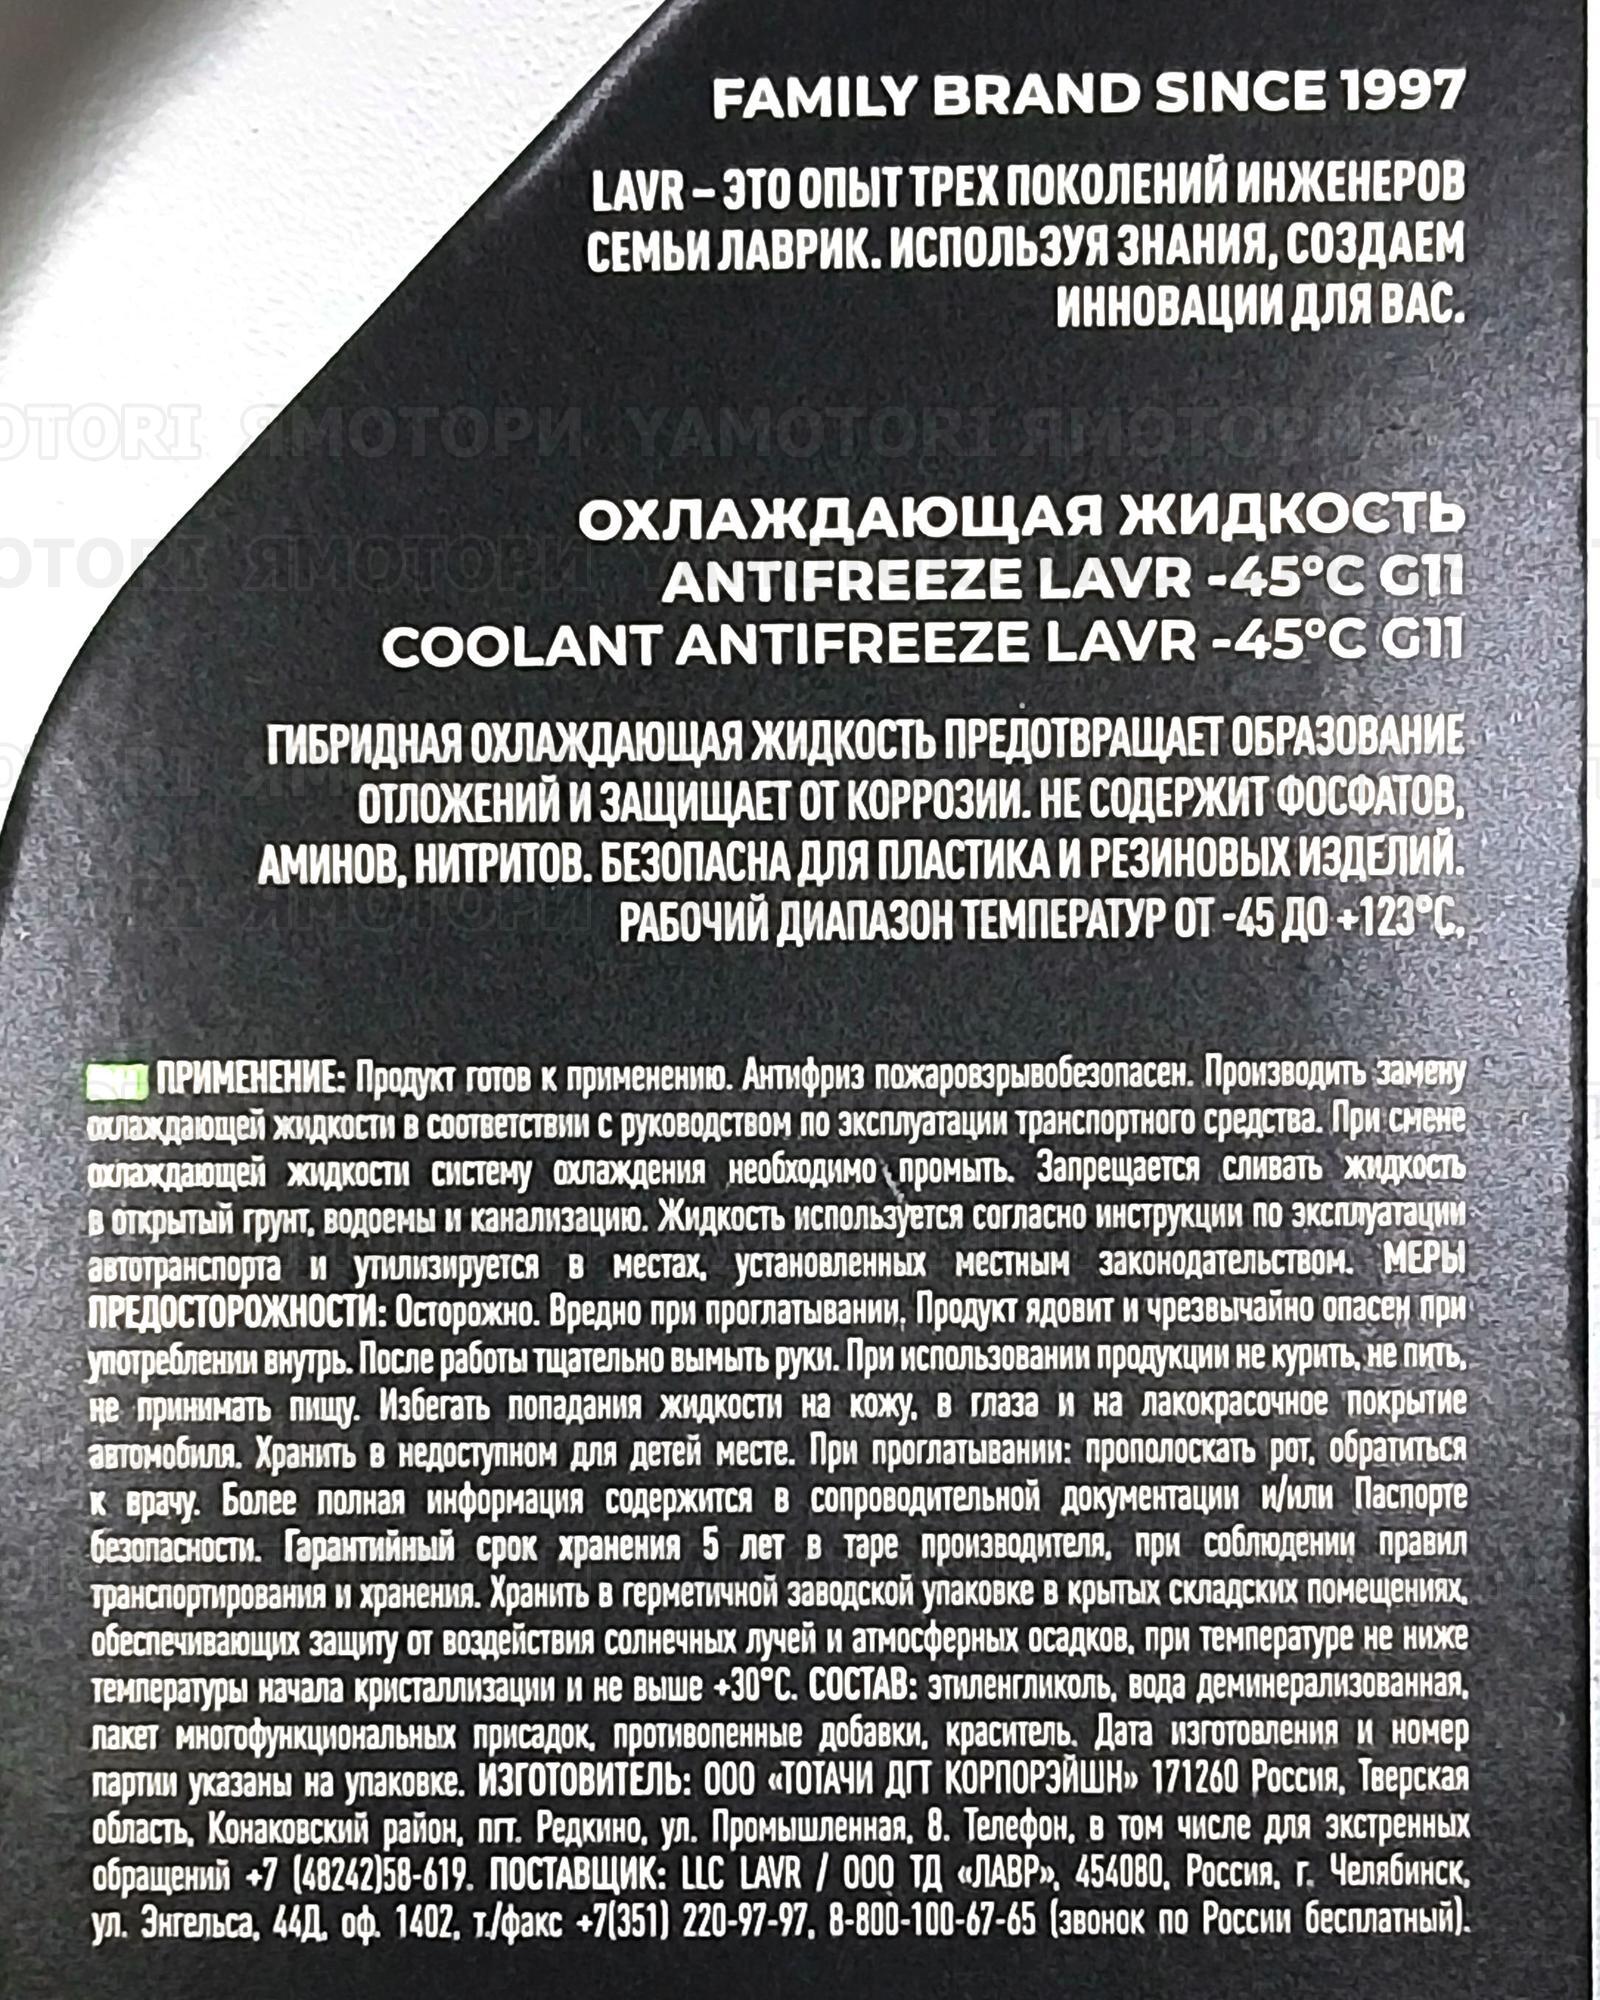 FAMILY BRAND SINCE 1997
LAVR – ЭТО ОПЫТ ТРЕХ ПОКОЛЕНИЙ ИНЖЕНЕРОВ
СЕМЬИ ЛАВРИК. ИСПОЛЬЗУЯ ЗНАНИЯ, СОЗДАЕМ
ИННОВАЦИИ ДЛЯ ВАС.
ЯМОТОРИ YAMOTORI ЯМОТОРИ
ОХЛАЖДАЮЩАЯ ЖИДКОСТЬ
ANTIFREEZE LAVR -45°C G11
COOLANT ANTIFREEZE LAVR -45°C G11
ГИБРИДНАЯ ОХЛАЖДАЮЩАЯ ЖИДКОСТЬ ПРЕДОТВРАЩАЕТ ОБРАЗОВАНИЕ
ОТЛОЖЕНИЙ И ЗАЩИЩАЕТ ОТ КОРРОЗИИ. НЕ СОДЕРЖИТ ФОСФАТОВ,
АМИНОВ, НИТРИТОВ. БЕЗОПАСНА ДЛЯ ПЛАСТИКА И РЕЗИНОВЫХ ИЗДЕЛИЙ.
РАБОЧИЙ ДИАПАЗОН ТЕМПЕРАТУР ОТ -45 ДО +123°С.
ПРИМЕНЕНИЕ: Продукт готов к применению. Антифриз пожаровзрывобезопасен. Производить замену
охлаждающей жидкости в соответствии с руководством по эксплуатации транспортного средства. При смене
охлаждающей жидкости систему охлаждения необходимо промыть. Запрещается сливать жидкость
в открытый грунт, водоемы и канализацию. Жидкость используется согласно инструкции по эксплуатации
автотранспорта и утилизируется в местах, установленных местным законодательством. МЕРЫ
ПРЕДОСТОРОЖНОСТИ: Осторожно. Вредно при проглатывании. Продукт ядовит и чрезвычайно опасен при
употреблении внутрь. После работы тщательно вымыть руки. При использовании продукции не курить, не пить,
не принимать пищу. Избегать попадания жидкости на кожу, в глаза и на лакокрасочное покрытие
автомобиля. Хранить в недоступном для детей месте. При проглатывании: прополоскать рот, обратиться
к врачу. Более полная информация содержится в сопроводительной документации и/или Паспорте
безопасности. Гарантийный срок хранения 5 лет в таре производителя, при соблюдении правил
транспортирования и хранения. Хранить в герметичной заводской упаковке в крытых складских помещениях,
обеспечивающих защиту от воздействия солнечных лучей и атмосферных осадков, при температуре не ниже
температуры начала кристаллизации и не выше +30°С. СОСТАВ: этиленгликоль, вода деминерализованная,
пакет многофункциональных присадок, противопенные добавки, краситель. Дата изготовления и номер
партии указаны на упаковке. ИЗГОТОВИТЕЛЬ: ООО «ТОТАЧИ ДГТ КОРПОРЭЙШН» 171260 Россия, Тверская
область, Конаковский район, пгт. Редкино, ул. Промышленная, 8. Телефон, в том числе для экстренных
обращений +7 (48242)58-619. ПОСТАВЩИК: LLC LAVR / ООО ТД «ЛАВР», 454080, Россия, г. Челябинск,
ул. Энгельса, 44Д, оф. 1402, т./факс +7(351) 220-97-97, 8-800-100-67-65 (звонок по России бесплатный).